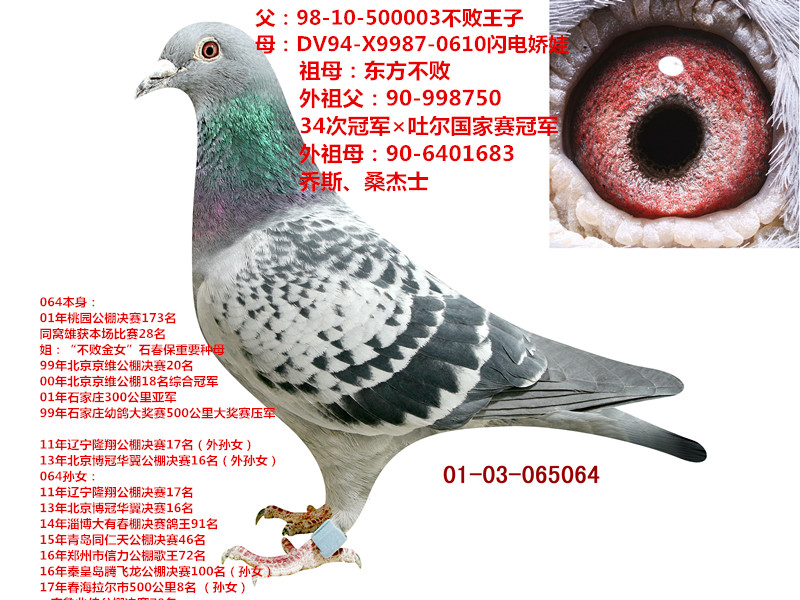 父：98-10-500003不败王子
母：DV94-X9987-0610闪电娇娃
祖母：东方不败
外祖父：90-998750
34次冠军×吐尔国家赛冠军
外祖母：90-6401683
乔斯、桑杰士
064本身：
01年桃园公棚决赛173名
同窝雄获本场比赛28名
姐：“不败金女”石春保重要种母
99年北京京维公棚决赛20名
00年北京京维公棚18名综合冠军
01年石家庄300公里亚军
99年石家庄幼鸽大奖赛500公里大奖赛压军
11年辽宁隆翔公棚决赛17名（外孙女）
13年北京博冠华翼公棚决赛16名（外孙女）
064孙女：
11年辽宁隆翔公棚决赛17名
13年北京博冠华翼决赛16名
14年淄博大有春棚决赛鸽王91名
15年青岛同仁天公棚决赛46名
16年郑州市信力公棚歌王72名
16年秦皇岛腾飞龙公棚决赛100名（孙女）
17年春海拉尔市500公里8名 （孙女）
01-03-065064